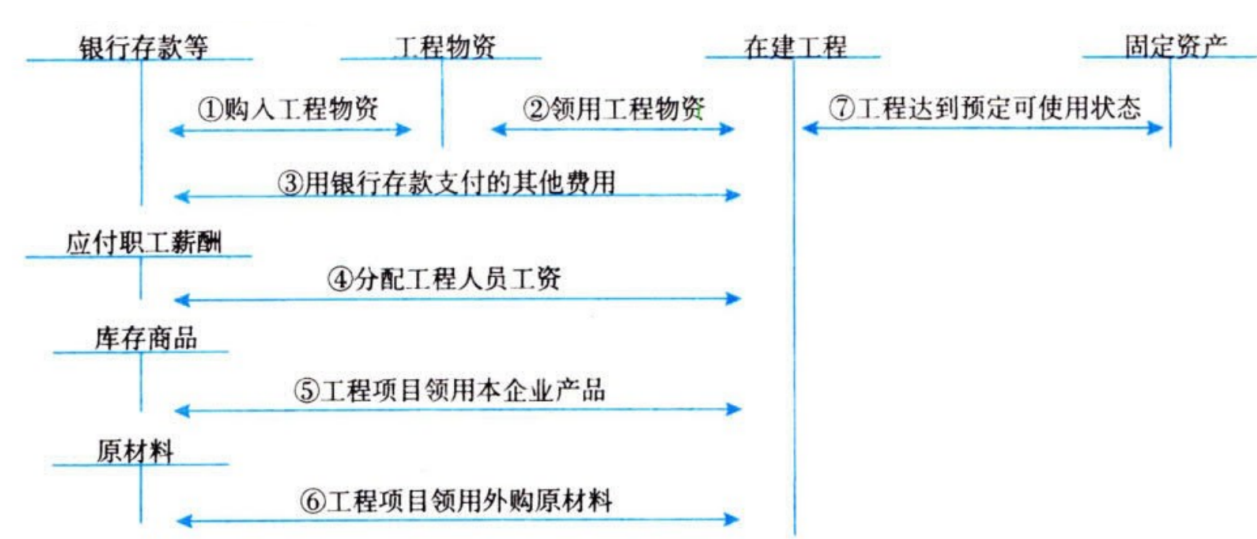 银行存款等 工程物资 在建工程 固定资产
①购入工程物资 ②领用工程物资 ⑦工程达到预定可使用状态
③用银行存款支付的其他费用
应付职工薪酬
④分配工程人员工资
库存商品
⑤工程项目领用本企业产品
原材料
⑥工程项目领用外购原材料